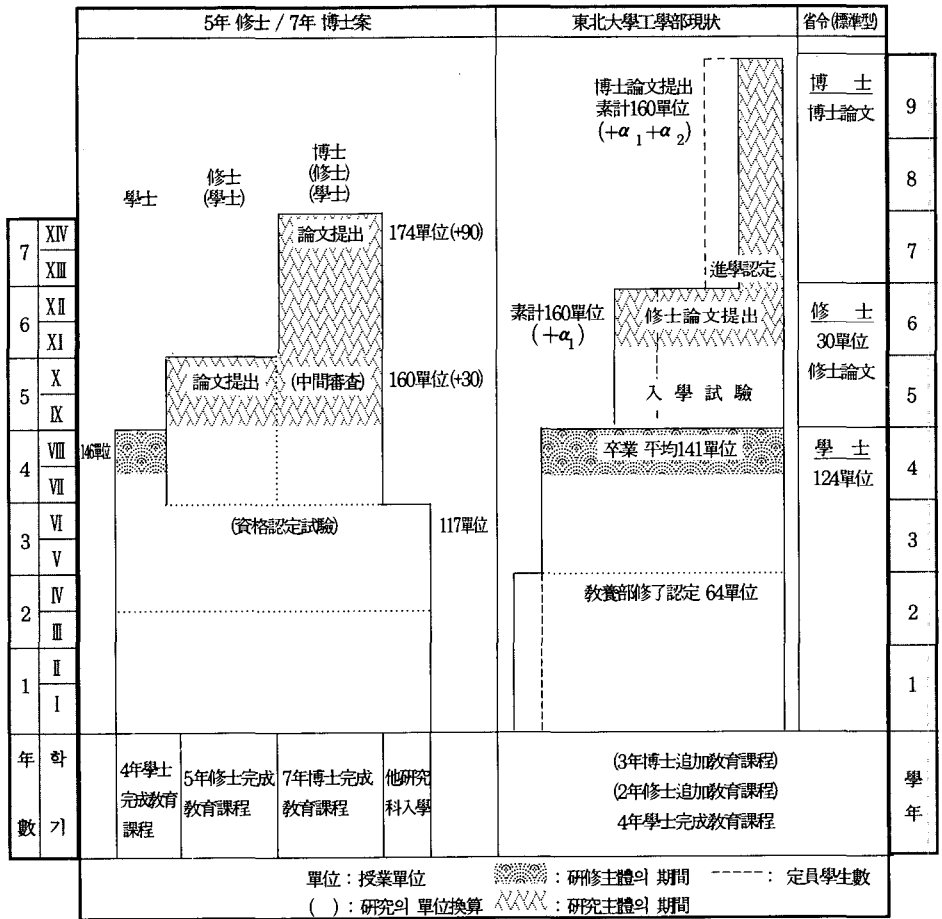 5年 修士 / 7年 博士案
東北大學工學部現狀
省令(標準型)
學士
修士
(學士)
博士
(修士)
(學士)
7
XIV
XIII
6
XII
XI
5
X
IX
4
VIII
VII
3
VI
V
2
IV
III
1
II
I
論文提出
174單位(+90)
論文提出
(中間審査)
160單位(+30)
146單位
(資格認定試驗)
117單位
博士論文提出
素計160單位
(+α₁+α₂)
進學認定
素計160單位
(+α₁)
修士論文提出
入學試驗
卒業 平均141單位
敎養部修了認定 64單位
博 士
博士論文
修 士
30單位
修士論文
學 士
124單位
9
8
7
6
5
4
3
2
1
年數
학기
4年學士
完成敎育
課程
5年修士完成
敎育課程
7年博士完成
敎育課程
他硏究
科入學
(3年博士追加敎育課程)
(2年修士追加敎育課程)
4年學士完成敎育課程
學年
單位 : 授業單位
: 硏修主體의 期間
: 定員學生數
( ) : 硏究의 單位換算
: 硏究主體의 期間